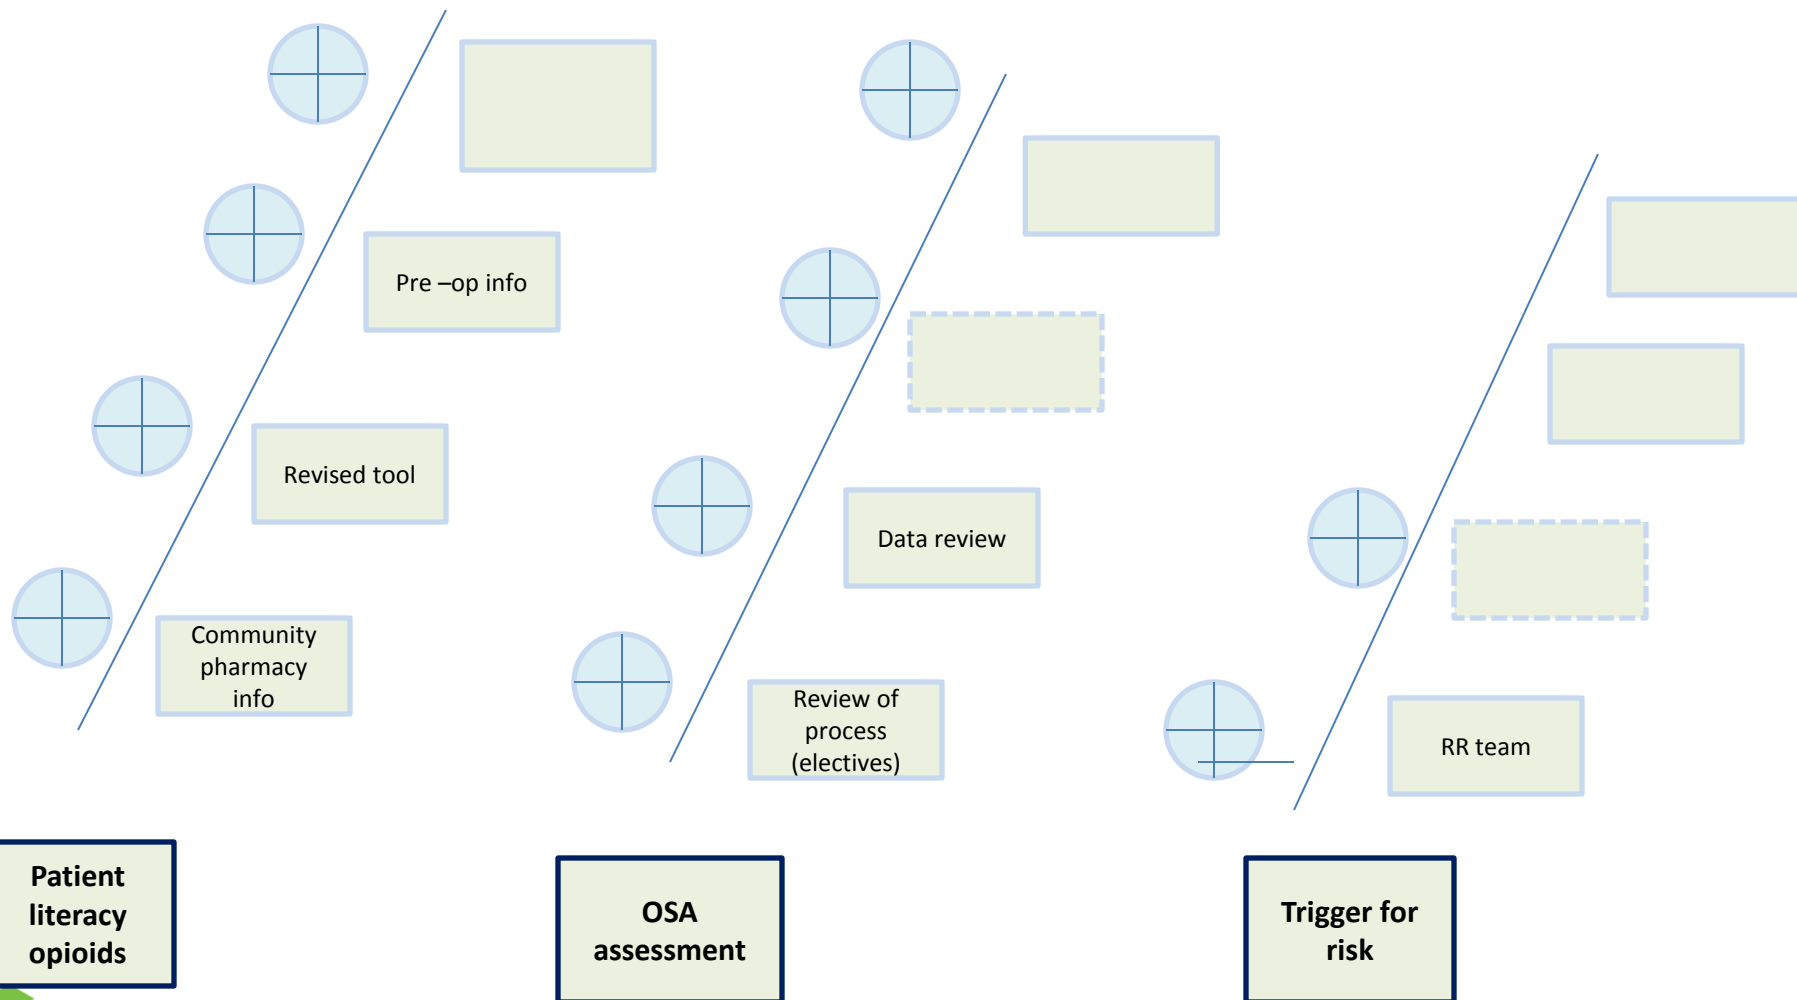 Pre –op info
Revised tool
Community
pharmacy
info
Patient
literacy
opioids
Data review
Review of
process
(electives)
OSA
assessment
RR team
Trigger for
risk